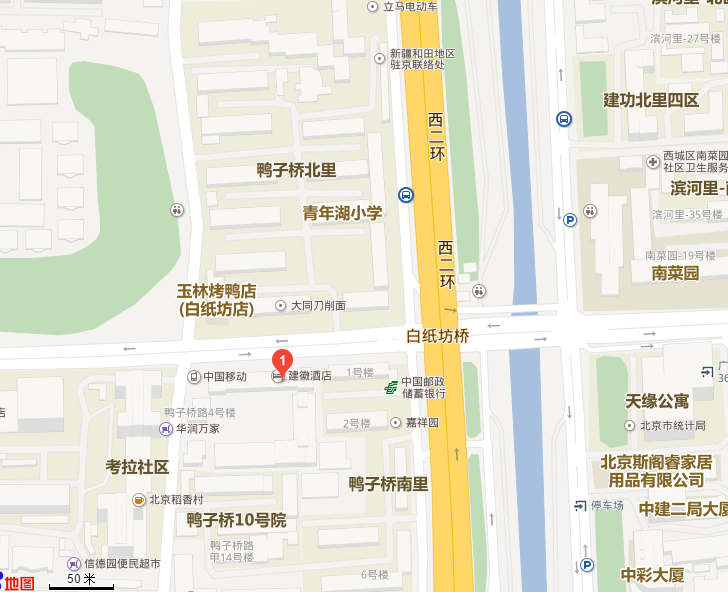 立马电动车
滨河里-27号楼
新疆和田地区
驻京联络处
建功北里四区
西二环
西城区南菜园
社区卫生服务
鸭子桥北里
滨河里-
青年湖小学
滨河里-35号楼
西二环
南菜园-19号楼
南菜园
玉林烤鸭店
(白纸坊店)
大同刀削面
白纸坊桥
1
中国移动
建徽酒店
1号楼
中国邮政
储蓄银行
天缘公寓
鸭子桥路4号楼
华润万家
2号楼
嘉祥园
北京市统计局
考拉社区
鸭子桥南里
北京斯阁睿家居
用品有限公司
北京稻香村
鸭子桥10号院
停车场
中建二局大厦
鸭子桥路
甲14号楼
信德园便民超市
6号楼
中彩大厦
地图
50 米